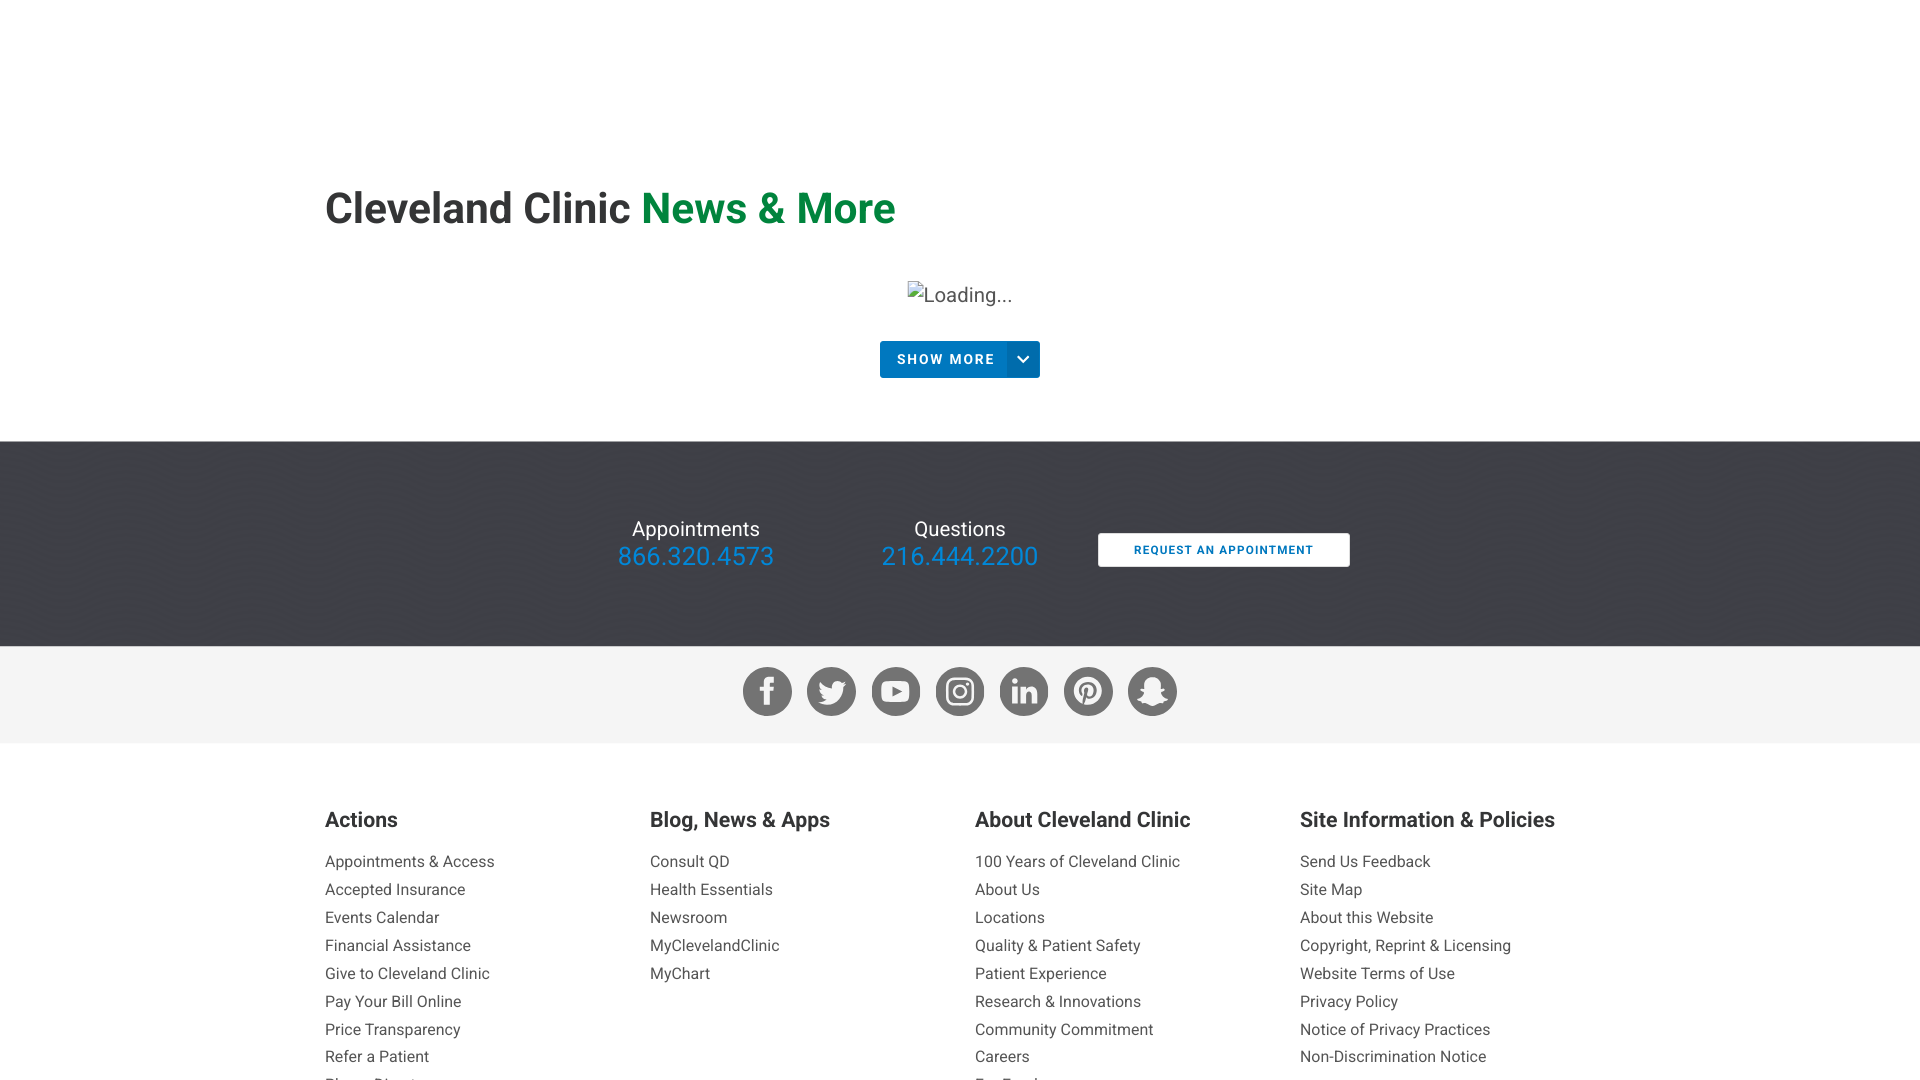 Cleveland Clinic News & More
Loading...
SHOW MORE
Appointments
866.320.4573
Questions
216.444.2200
REQUEST AN APPOINTMENT
Actions
Appointments & Access
Accepted Insurance
Events Calendar
Financial Assistance
Give to Cleveland Clinic
Pay Your Bill Online
Price Transparency
Refer a Patient
Blog, News & Apps
Consult QD
Health Essentials
Newsroom
MyClevelandClinic
MyChart
About Cleveland Clinic
100 Years of Cleveland Clinic
About Us
Locations
Quality & Patient Safety
Patient Experience
Research & Innovations
Community Commitment
Careers
Site Information & Policies
Send Us Feedback
Site Map
About this Website
Copyright, Reprint & Licensing
Website Terms of Use
Privacy Policy
Notice of Privacy Practices
Non-Discrimination Notice